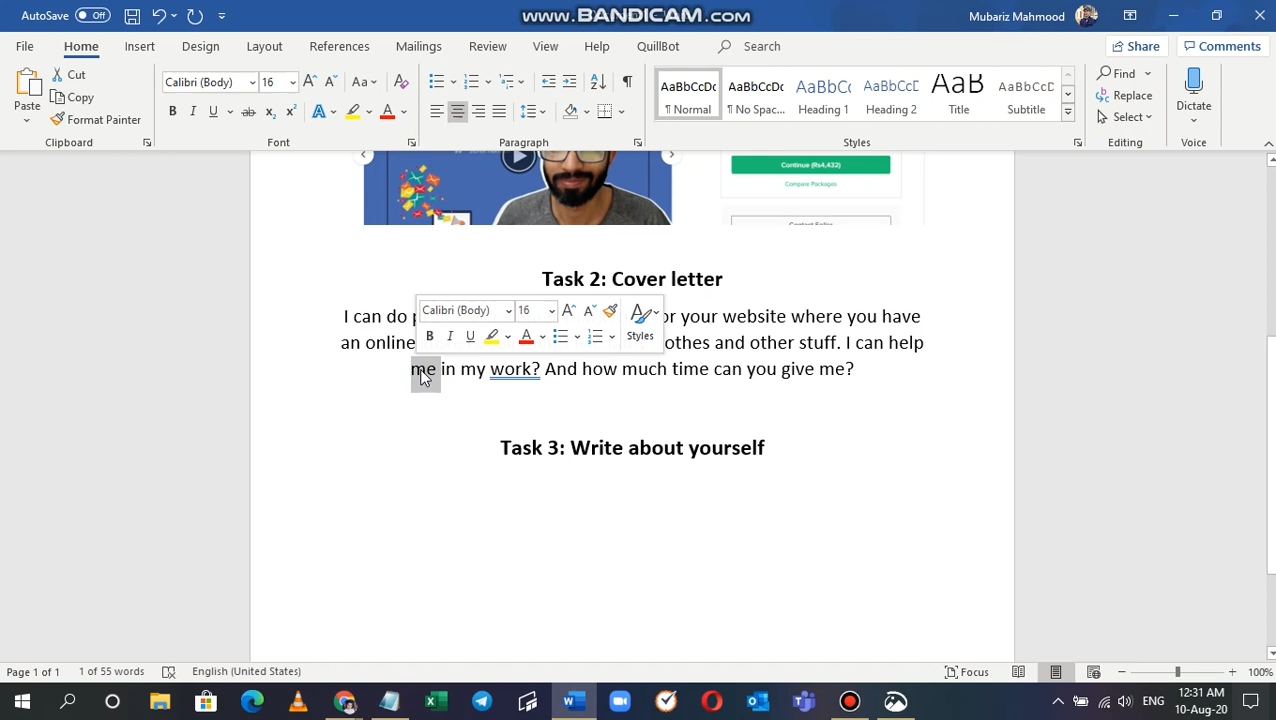 AutoSave Off
www.BANDICAM.com
Mubariz Mahmood
File Home Insert Design Layout References Mailings Review View Help QuillBot Search Share Comments
Paste
Cut
Copy
Format Painter
Calibri (Body) 16
Aa
B I U ab x₂ x² A A
AaBbCcDc AaBbCcDc AaBbCc AaBbCcD AaB AaBbCcD
¶ Normal ¶ No Spac... Heading 1 Heading 2 Title Subtitle
Find
Replace
Select
Dictate
Clipboard Font Paragraph Styles Editing Voice
Continue (Rs4,432)
Compare Packages
Task 2: Cover letter
Calibri (Body) 16
B I U A Styles
I can do or your website where you have
an online othes and other stuff. I can help
me in my work? And how much time can you give me?
Task 3: Write about yourself
Page 1 of 1 1 of 55 words English (United States) Focus 100%
ENG
12:31 AM
10-Aug-20